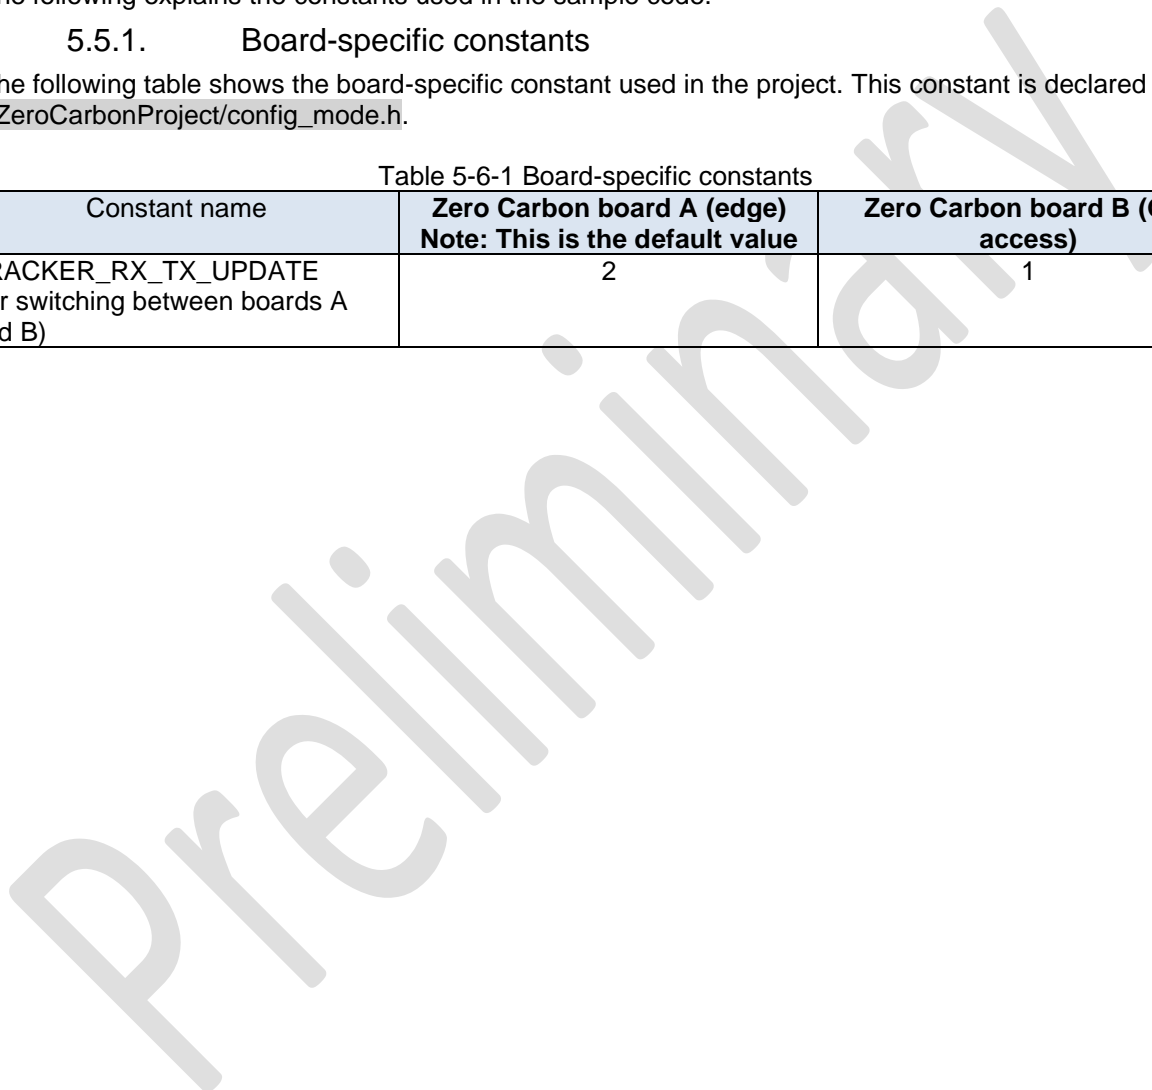 he following explains the constants used in the sample code.
5.5.1. Board-specific constants
he following table shows the board-specific constant used in the project. This constant is declared
ZeroCarbonProject/config_mode.h.
Table 5-6-1 Board-specific constants
Constant name
Zero Carbon board A (edge)
Note: This is the default value
Zero Carbon board B (
access)
RACKER_RX_TX_UPDATE
r switching between boards A
d B)
2
1
Preliminary